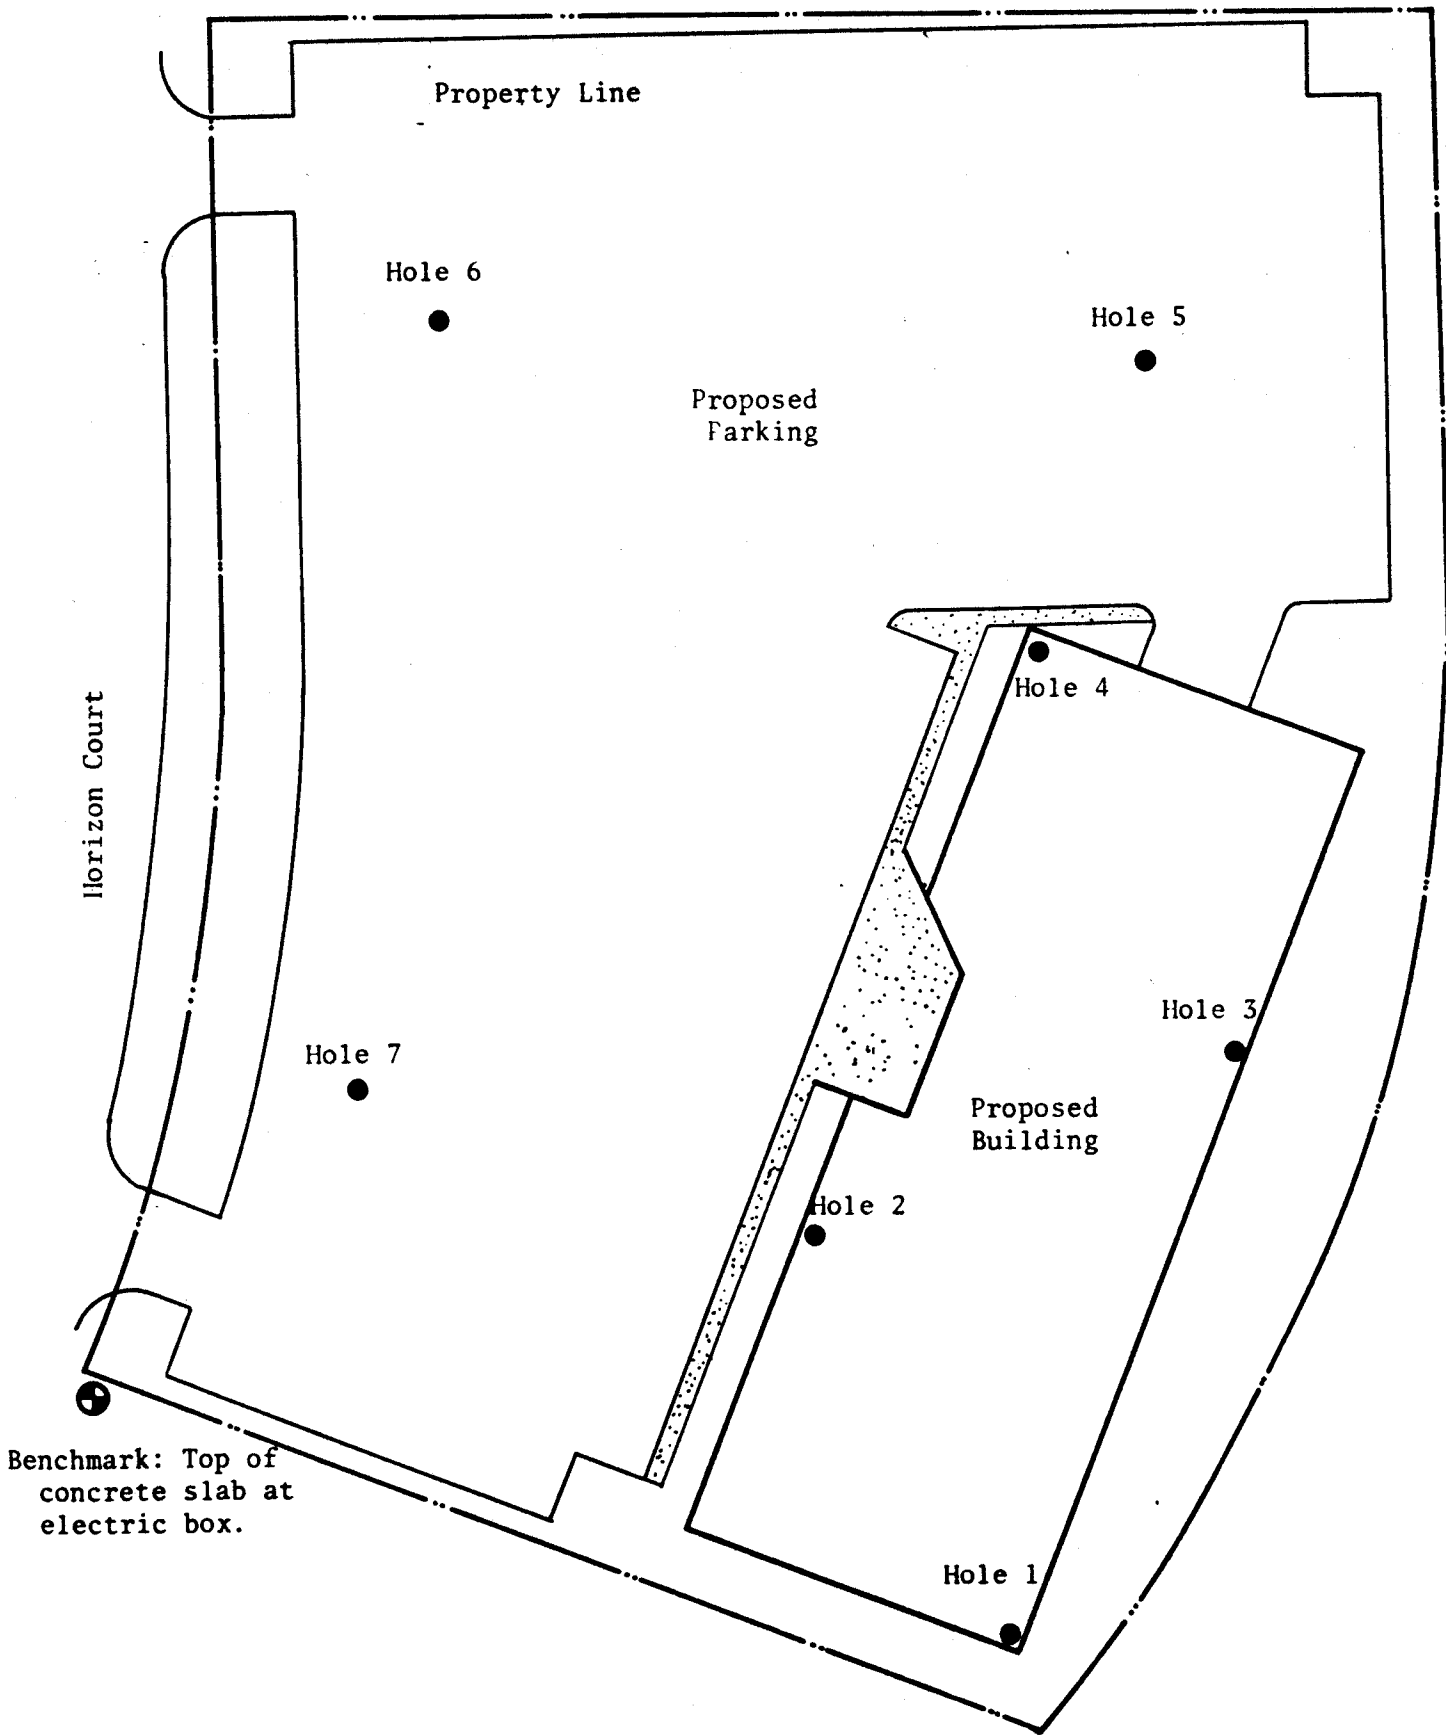 Property Line
Hole 6
Hole 5
Proposed
Parking
Hole 4
Horizon Court
Hole 3
Hole 7
Proposed
Building
Hole 2
Benchmark: Top of
concrete slab at
electric box.
Hole 1